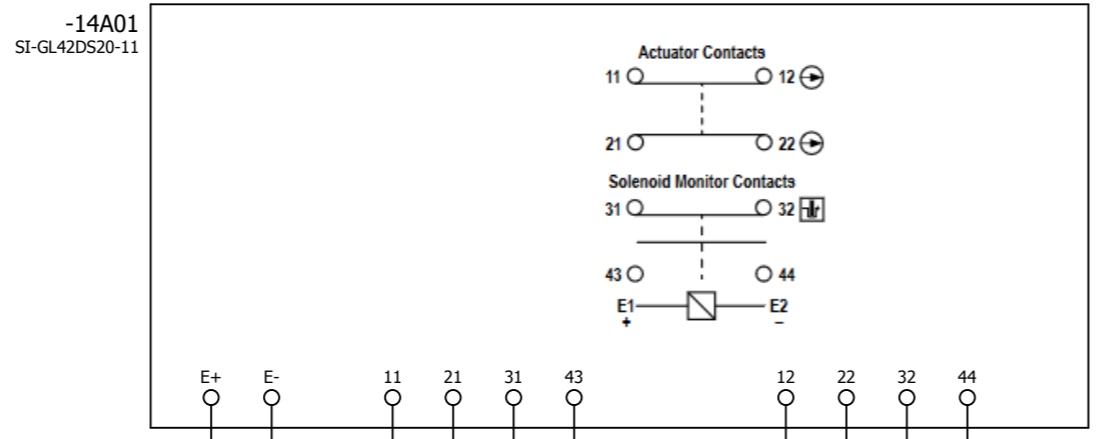 -14A01
SI-GL42DS20-11
Actuator Contacts
11 12
21 22
Solenoid Monitor Contacts
31 32
43 44
E1 E2
+ –
E+ E- 11 21 31 43 12 22 32 44